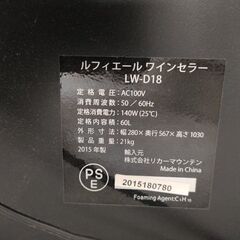 ルフィエール ワインセラー
LW-D18
定格電圧:AC100V
消費周波数:50／60Hz
定格消費電力:140W(25℃)
定格内容積:60L
外形寸法:幅280×奥行567×高さ1030
製品重量:21kg
2015年製 輸入元
株式会社リカーマウンテン
Made in China
PS
E
2015180780
Foaming Agent:C5H10